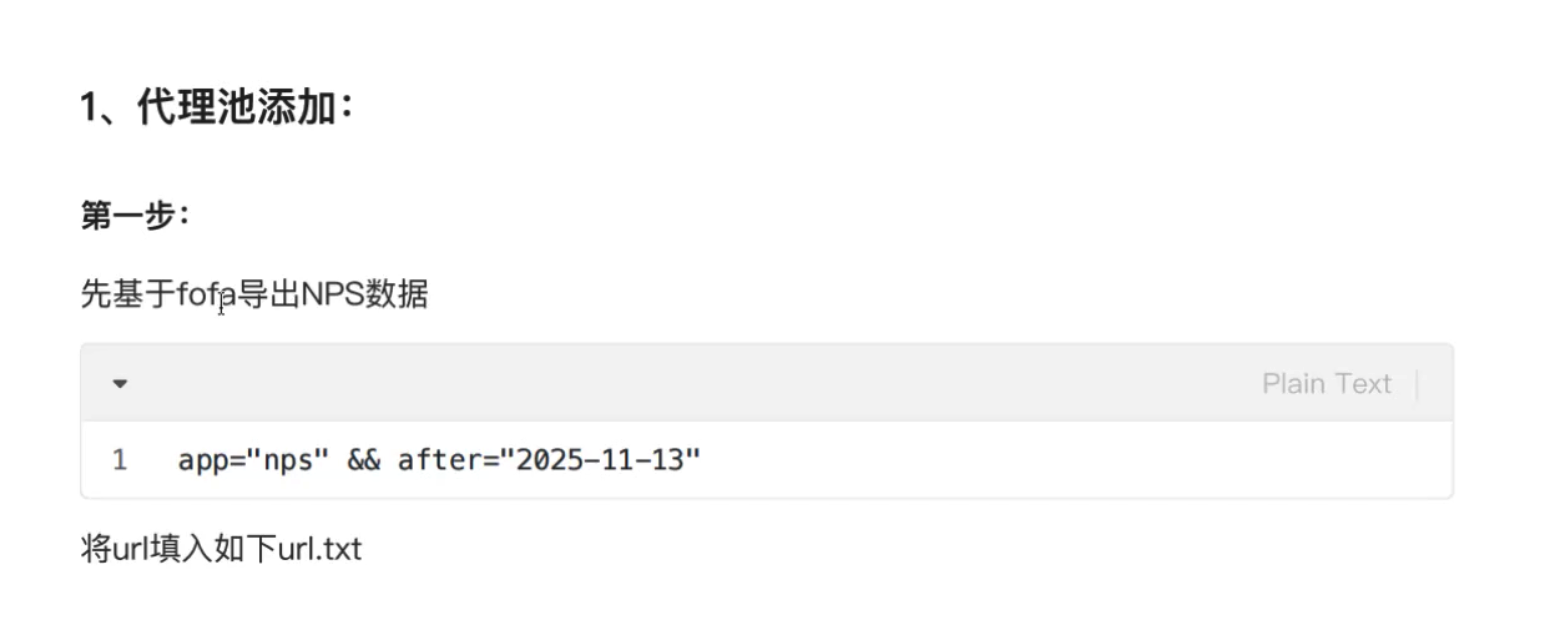 1、代理池添加：
第一步：
先基于fofa导出NPS数据
Plain Text
1 app="nps" && after="2025-11-13"
将url填入如下url.txt